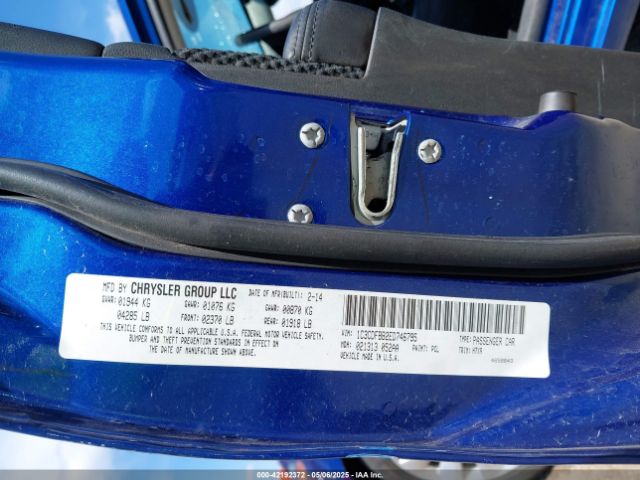 MFD BY CHRYSLER GROUP LLC DATE OF MFR(BUILT): 2-14
GVWR: 01944 KG GAWR: 01076 KG GAWR: 00870 KG
04285 LB FRONT: 02370 LB REAR: 01918 LB
THIS VEHICLE CONFORMS TO ALL APPLICABLE U.S.A. FEDERAL MOTOR VEHICLE SAFETY,
BUMPER AND THEFT PREVENTION STANDARDS IN EFFECT ON
THE DATE OF MANUFACTURE SHOWN ABOVE.
VIN: 1C3CDFBB2ED746795 TYPE: PASSENGER CAR
MDH: 021313 052AA PAINT: TRIM:
MADE IN U.S.A.
00-42192372 - 05/06/2025 - © IAA, Inc.